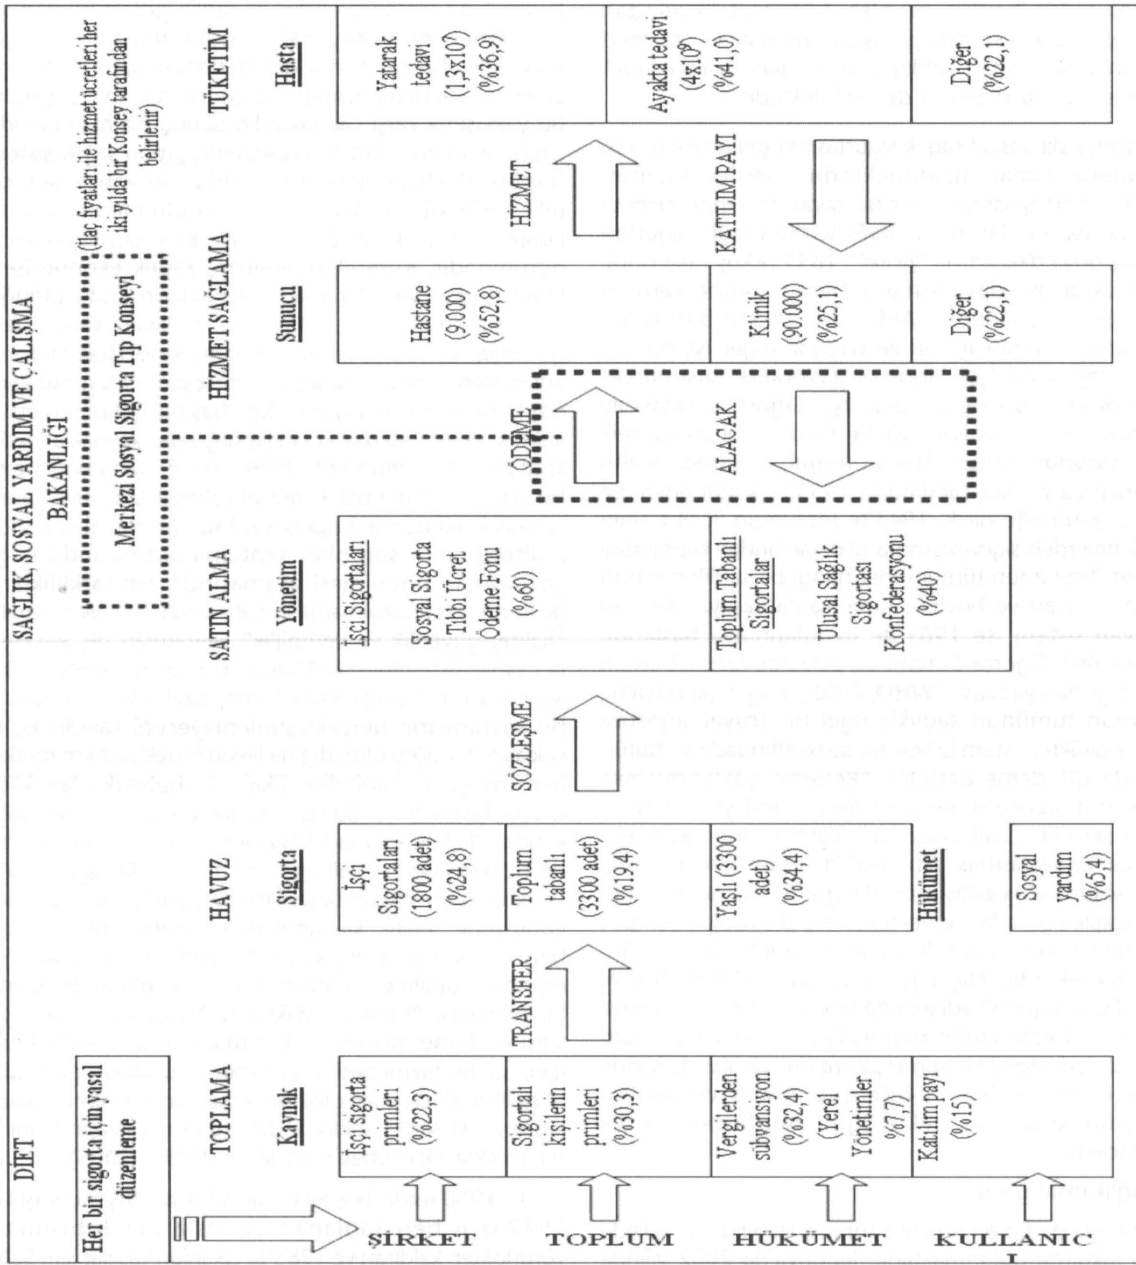 DİET
SAĞLIK, SOSYAL YARDIM VE ÇALIŞMA
BAKANLIĞI
Her bir sigorta için yasal
düzenleme
Merkezi Sosyal Sigorta Tıp Konseyi
(İlaç fiyatları ile hizmet ücretleri her
iki yılda bir Konsey tarafından
belirlenir)
TOPLAMA
HAVUZ
SATIN ALMA
HİZMET SAĞLAMA
TÜKETİM
Kaynak
Sigorta
Yönetim
Sunucu
Hasta
ŞİRKET
İşçi sigorta
primleri
(%22,3)
TOPLUM
Sigortalı
kişilerin
primleri
(%30,3)
HÜKÜMET
Vergilerden
sübvansiyon
(%32,4)
(Yerel
Yönetimler
%7,7)
KULLANIC
I
Katılım payı
(%15)
TRANSFER
İşçi
Sigortaları
(1800 adet)
(%24,8)
Toplum
tabanlı
(3300 adet)
(%19,4)
Yaşlı (3300
adet)
(%34,4)
Hükümet
Sosyal
yardım
(%5,4)
SÖZLEŞME
İşçi Sigortaları
Sosyal Sigorta
Tıbbi Ücret
Ödeme Fonu
(%60)
Toplum Tabanlı
Sigortalar
Ulusal Sağlık
Sigortası
Konfederasyonu
(%40)
ÖDEME
ALACAK
Hastane
(9.000)
(%52,8)
Klinik
(90.000)
(%25,1)
Diğer
(%22,1)
HİZMET
KATILIMPAYI
Yatarak
tedavi
(1,3X10⁷)
(%36,9)
Ayakta tedavi
(4X10⁹)
(%41,0)
Diğer
(%22,1)